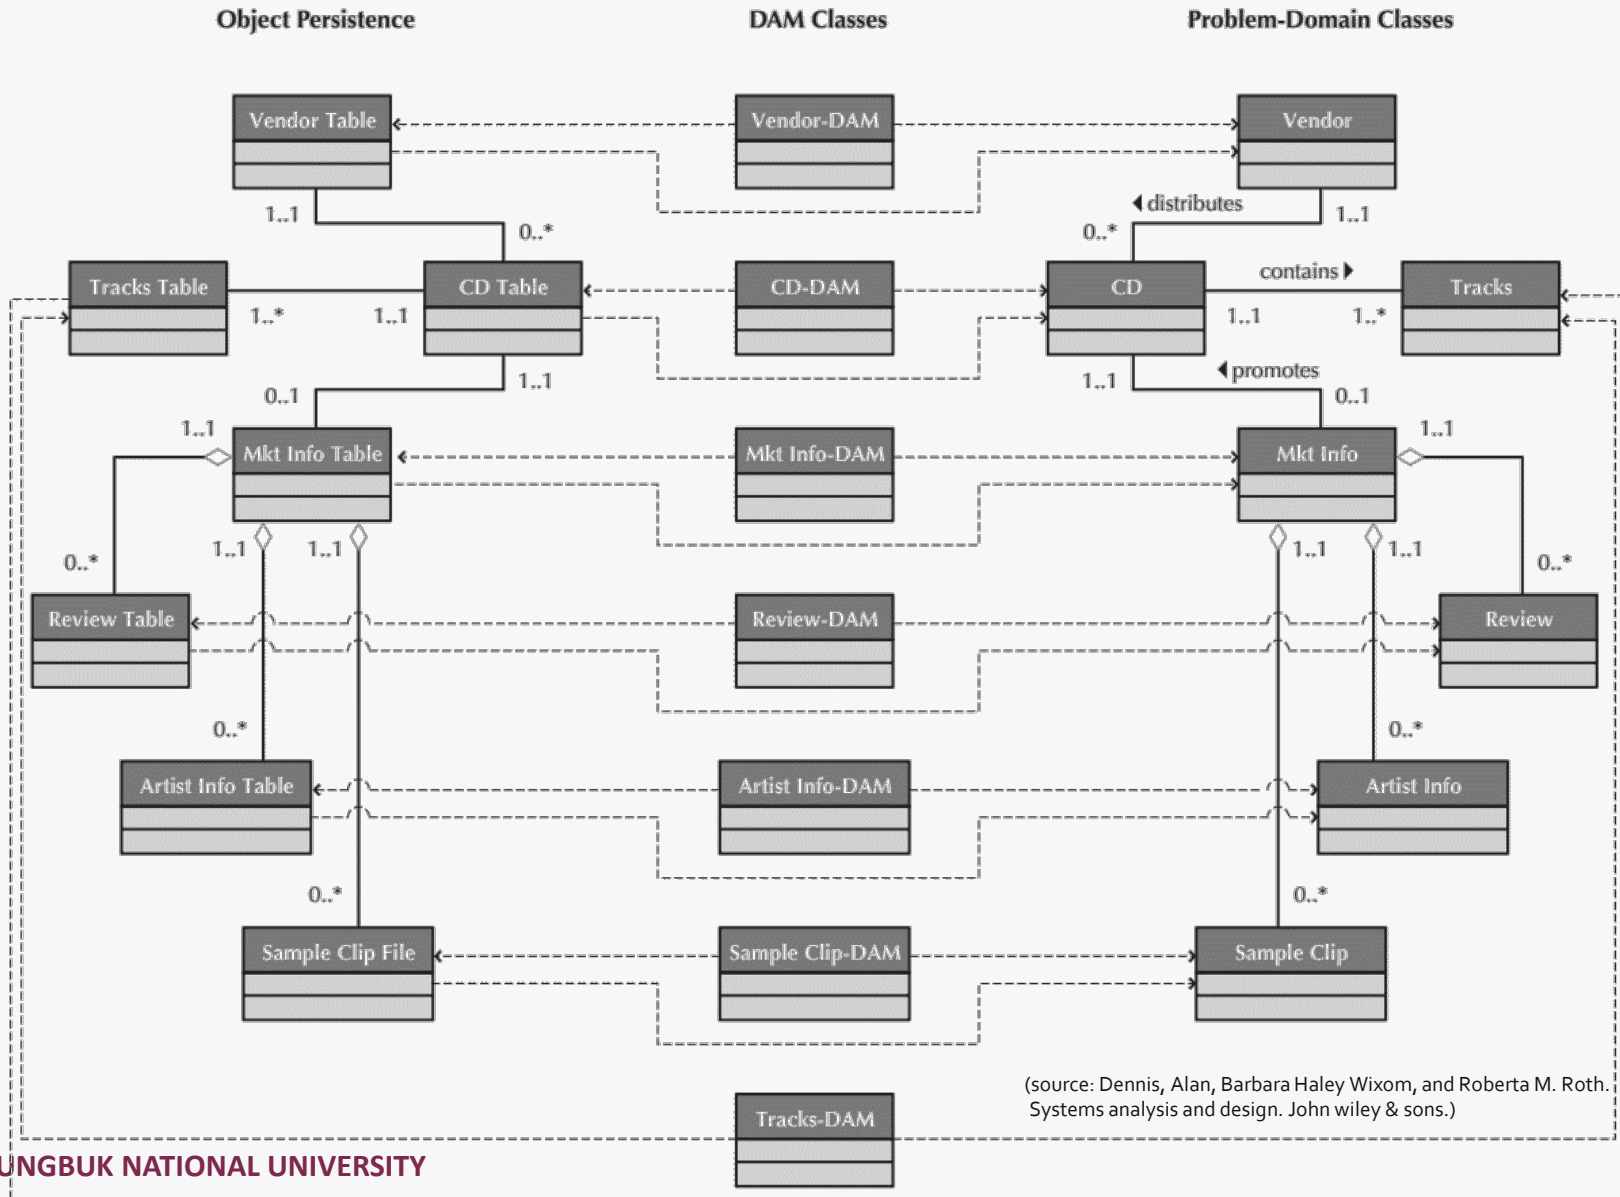 Object Persistence
DAM Classes
Problem-Domain Classes
Vendor Table
Vendor-DAM
Vendor
1..1
0..*
distributes
1..1
0..*
Tracks Table
CD Table
CD-DAM
CD
contains
Tracks
1..*
1..1
1..1
1..*
0..1
1..1
1..1
promotes
0..1
1..1
Mkt Info Table
Mkt Info-DAM
Mkt Info
1..1
0..*
1..1
1..1
1..1
1..1
0..*
Review Table
Review-DAM
Review
0..*
0..*
Artist Info Table
Artist Info-DAM
Artist Info
0..*
0..*
Sample Clip File
Sample Clip-DAM
Sample Clip
(source: Dennis, Alan, Barbara Haley Wixom, and Roberta M. Roth.
Systems analysis and design. John wiley & sons.)
Tracks-DAM
UNGBUK NATIONAL UNIVERSITY